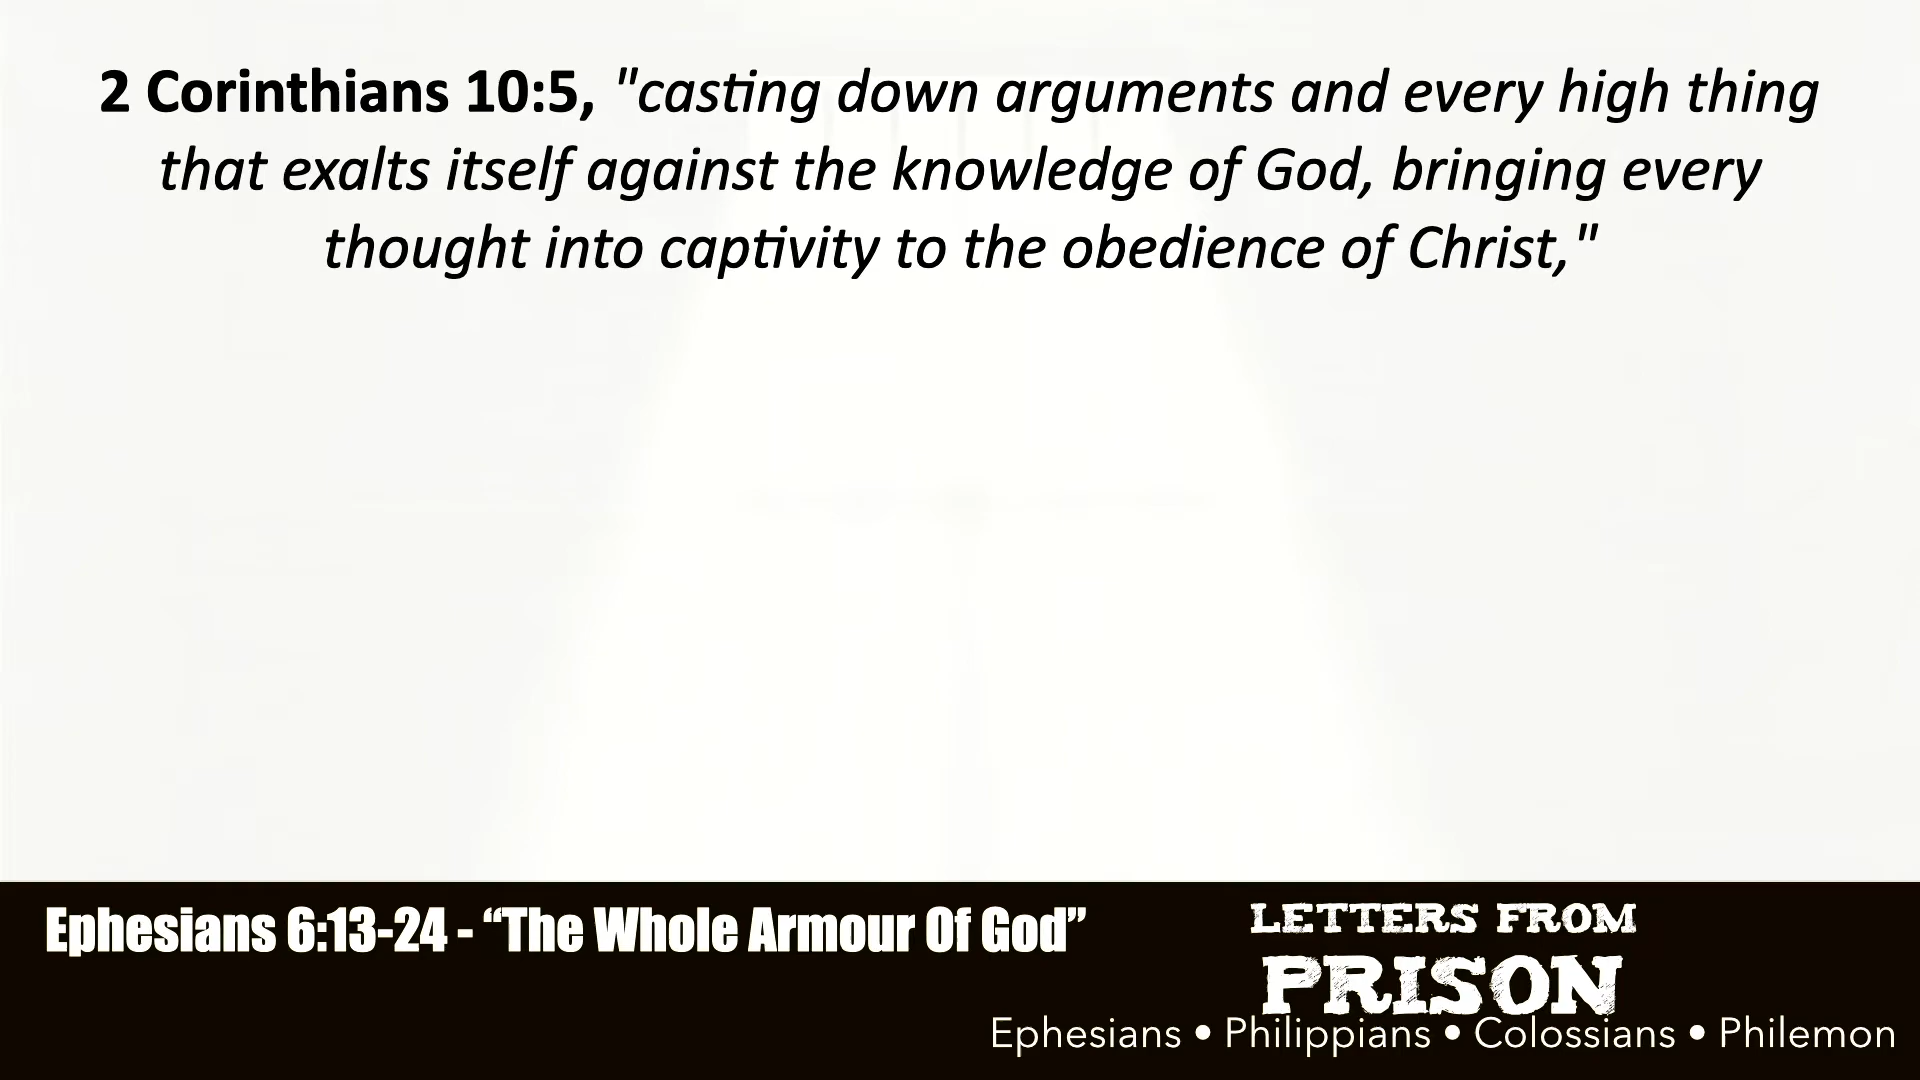 2 Corinthians 10:5, "casting down arguments and every high thing
that exalts itself against the knowledge of God, bringing every
thought into captivity to the obedience of Christ,"
Ephesians 6:13-24 - “The Whole Armour Of God”
LETTERS FROM
PRISON
Ephesians • Philippians • Colossians • Philemon